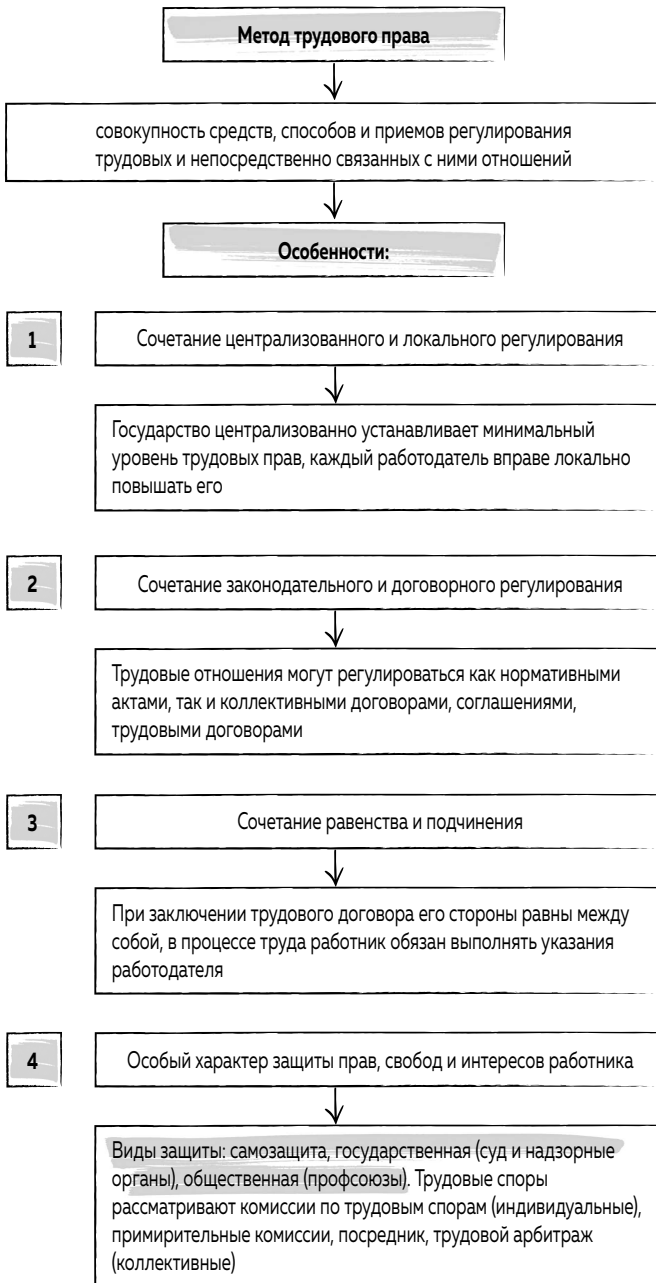 Метод трудового права
совокупность средств, способов и приемов регулирования
трудовых и непосредственно связанных с ними отношений
Особенности:
1
Сочетание централизованного и локального регулирования
Государство централизованно устанавливает минимальный
уровень трудовых прав, каждый работодатель вправе локально
повышать его
2
Сочетание законодательного и договорного регулирования
Трудовые отношения могут регулироваться как нормативными
актами, так и коллективными договорами, соглашениями,
трудовыми договорами
3
Сочетание равенства и подчинения
При заключении трудового договора его стороны равны между
собой, в процессе труда работник обязан выполнять указания
работодателя
4
Особый характер защиты прав, свобод и интересов работника
Виды защиты: самозащита, государственная (суд и надзорные
органы), общественная (профсоюзы). Трудовые споры
рассматривают комиссии по трудовым спорам (индивидуальные),
примирительные комиссии, посредник, трудовой арбитраж
(коллективные)